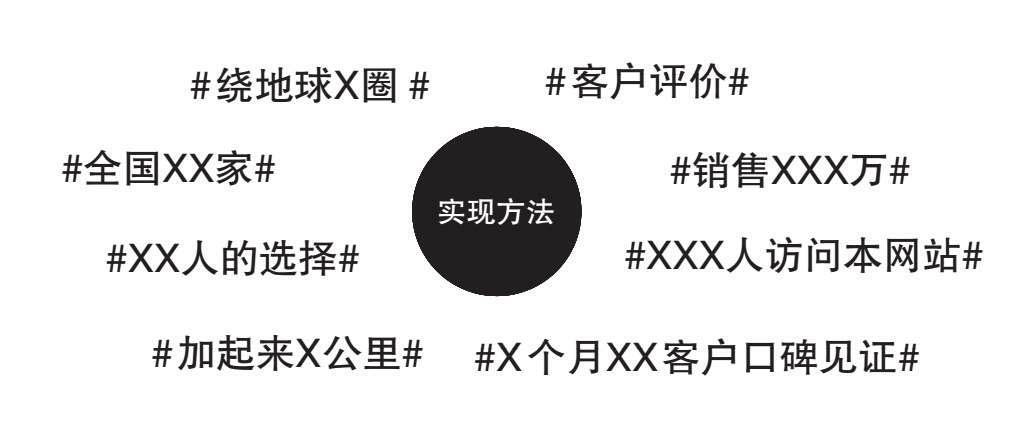 #绕地球X圈 #
#客户评价#
#全国XX家#
#销售XXX万#
实现方法
#XX人的选择#
#XXX人访问本网站#
#加起来X公里#
#X个月XX客户口碑见证#